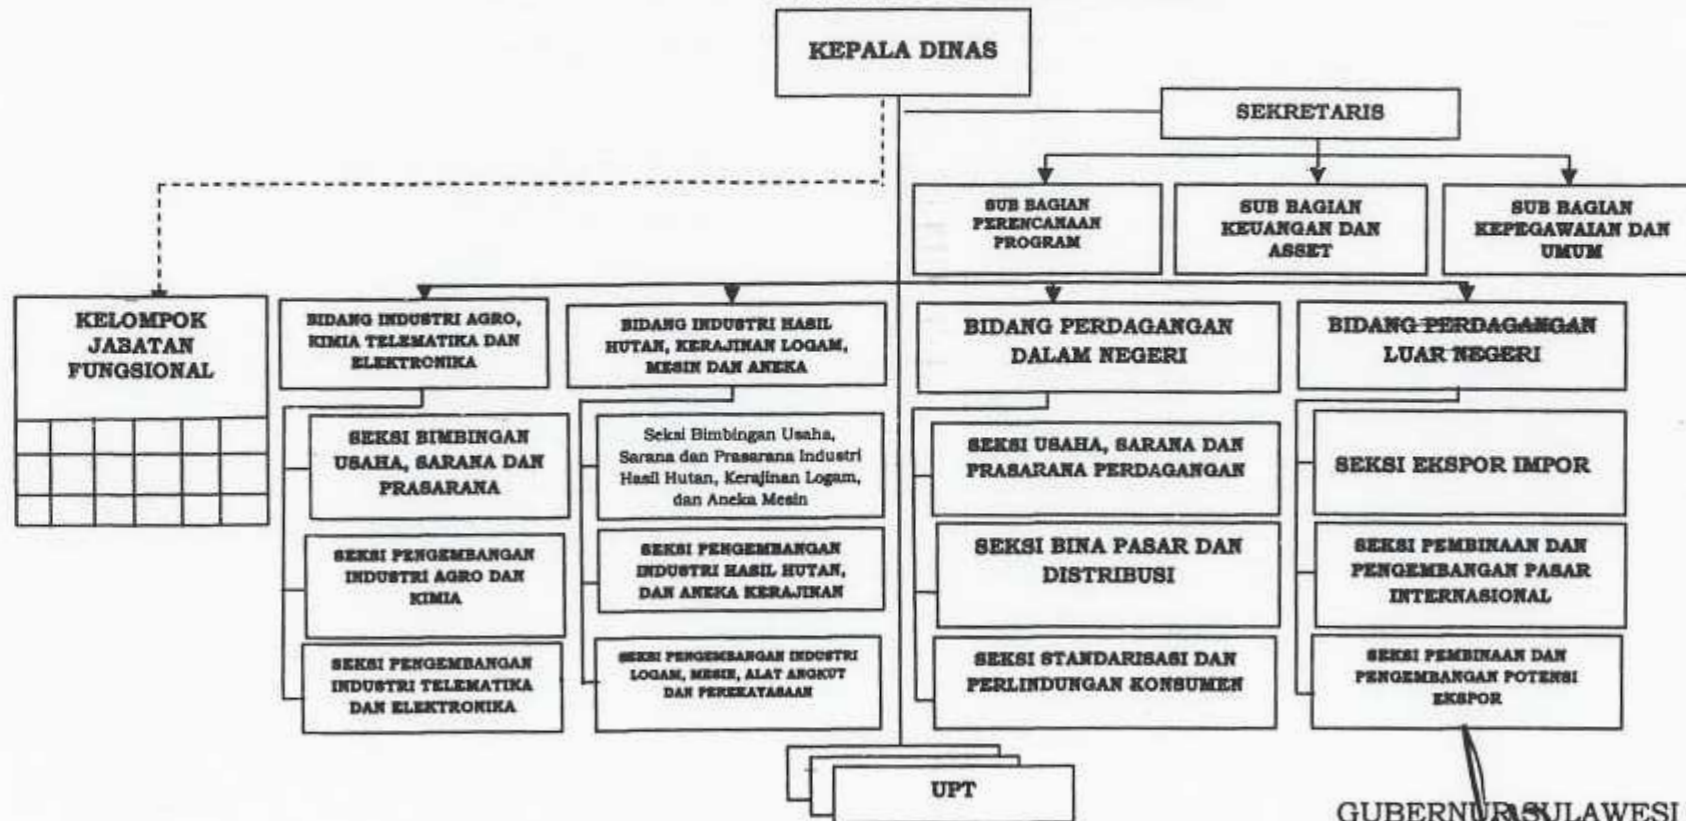 KEPALA DINAS
SEKRETARIS
SUB BAGIAN
PERENCANAAN
PROGRAM
SUB BAGIAN
KEUANGAN DAN
ASSET
SUB BAGIAN
KEPEGAWAIAN DAN
UMUM
KELOMPOK
JABATAN
FUNGSIONAL
BIDANG INDUSTRI AGRO,
KIMIA TELEMATIKA DAN
ELEKTRONIKA
BIDANG INDUSTRI HASIL
HUTAN, KERAJINAN LOGAM,
MESIN DAN ANEKA
BIDANG PERDAGANGAN
DALAM NEGERI
BIDANG PERDAGANGAN
LUAR NEGERI
SEKSI BIMBINGAN
USAHA, SARANA DAN
PRASARANA
Seksi Bimbingan Usaha,
Sarana dan Prasarana Industri
Hasil Hutan, Kerajinan Logam,
dan Aneka Mesin
SEKSI USAHA, SARANA DAN
PRASARANA PERDAGANGAN
SEKSI EKSPOR IMPOR
SEKSI PENGEMBANGAN
INDUSTRI AGRO DAN
KIMIA
SEKSI PENGEMBANGAN
INDUSTRI HASIL HUTAN,
DAN ANEKA KERAJINAN
SEKSI BINA PASAR DAN
DISTRIBUSI
SEKSI PEMBINAAN DAN
PENGEMBANGAN PASAR
INTERNASIONAL
SEKSI PENGEMBANGAN
INDUSTRI TELEMATIKA
DAN ELEKTRONIKA
SEKSI PENGEMBANGAN INDUSTRI
LOGAM, MESIN, ALAT ANGKUT
DAN PEREKAYASAAN
SEKSI STANDARISASI DAN
PERLINDUNGAN KONSUMEN
SEKSI PEMBINAAN DAN
PENGEMBANGAN POTENSI
EKSPOR
UPT
GUBERNUR SULAWESI